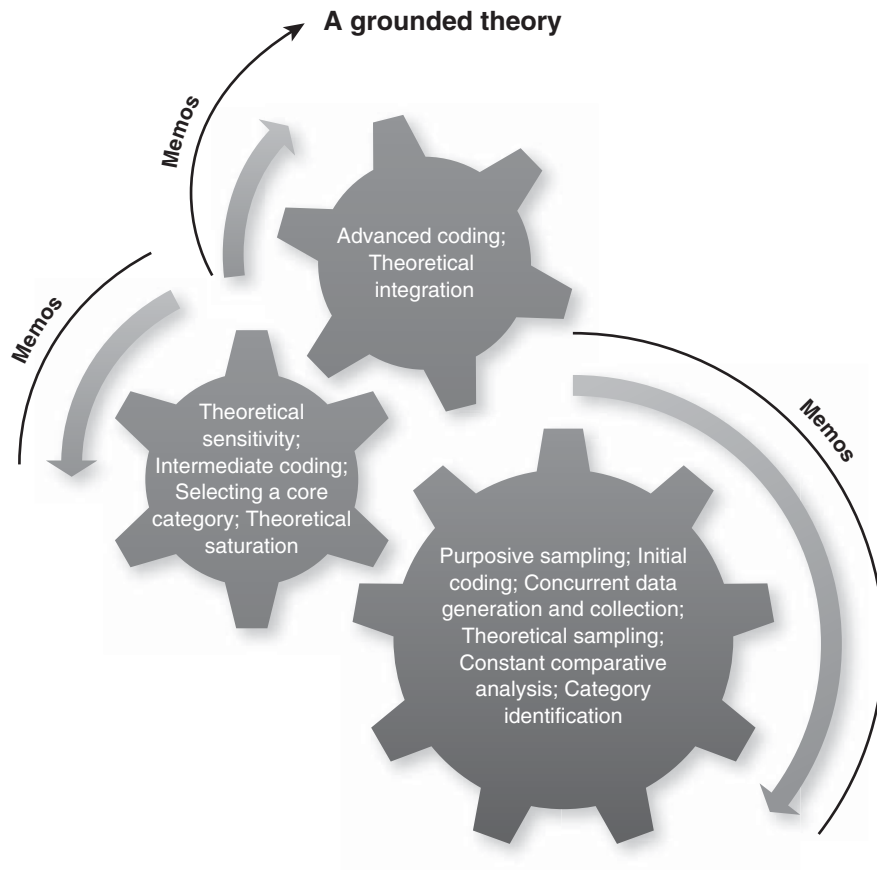 A grounded theory
Memos
Advanced coding;
Theoretical
integration
Memos
Theoretical
sensitivity;
Intermediate coding;
Selecting a core
category; Theoretical
saturation
Memos
Purposive sampling; Initial
coding; Concurrent data
generation and collection;
Theoretical sampling;
Constant comparative
analysis; Category
identification